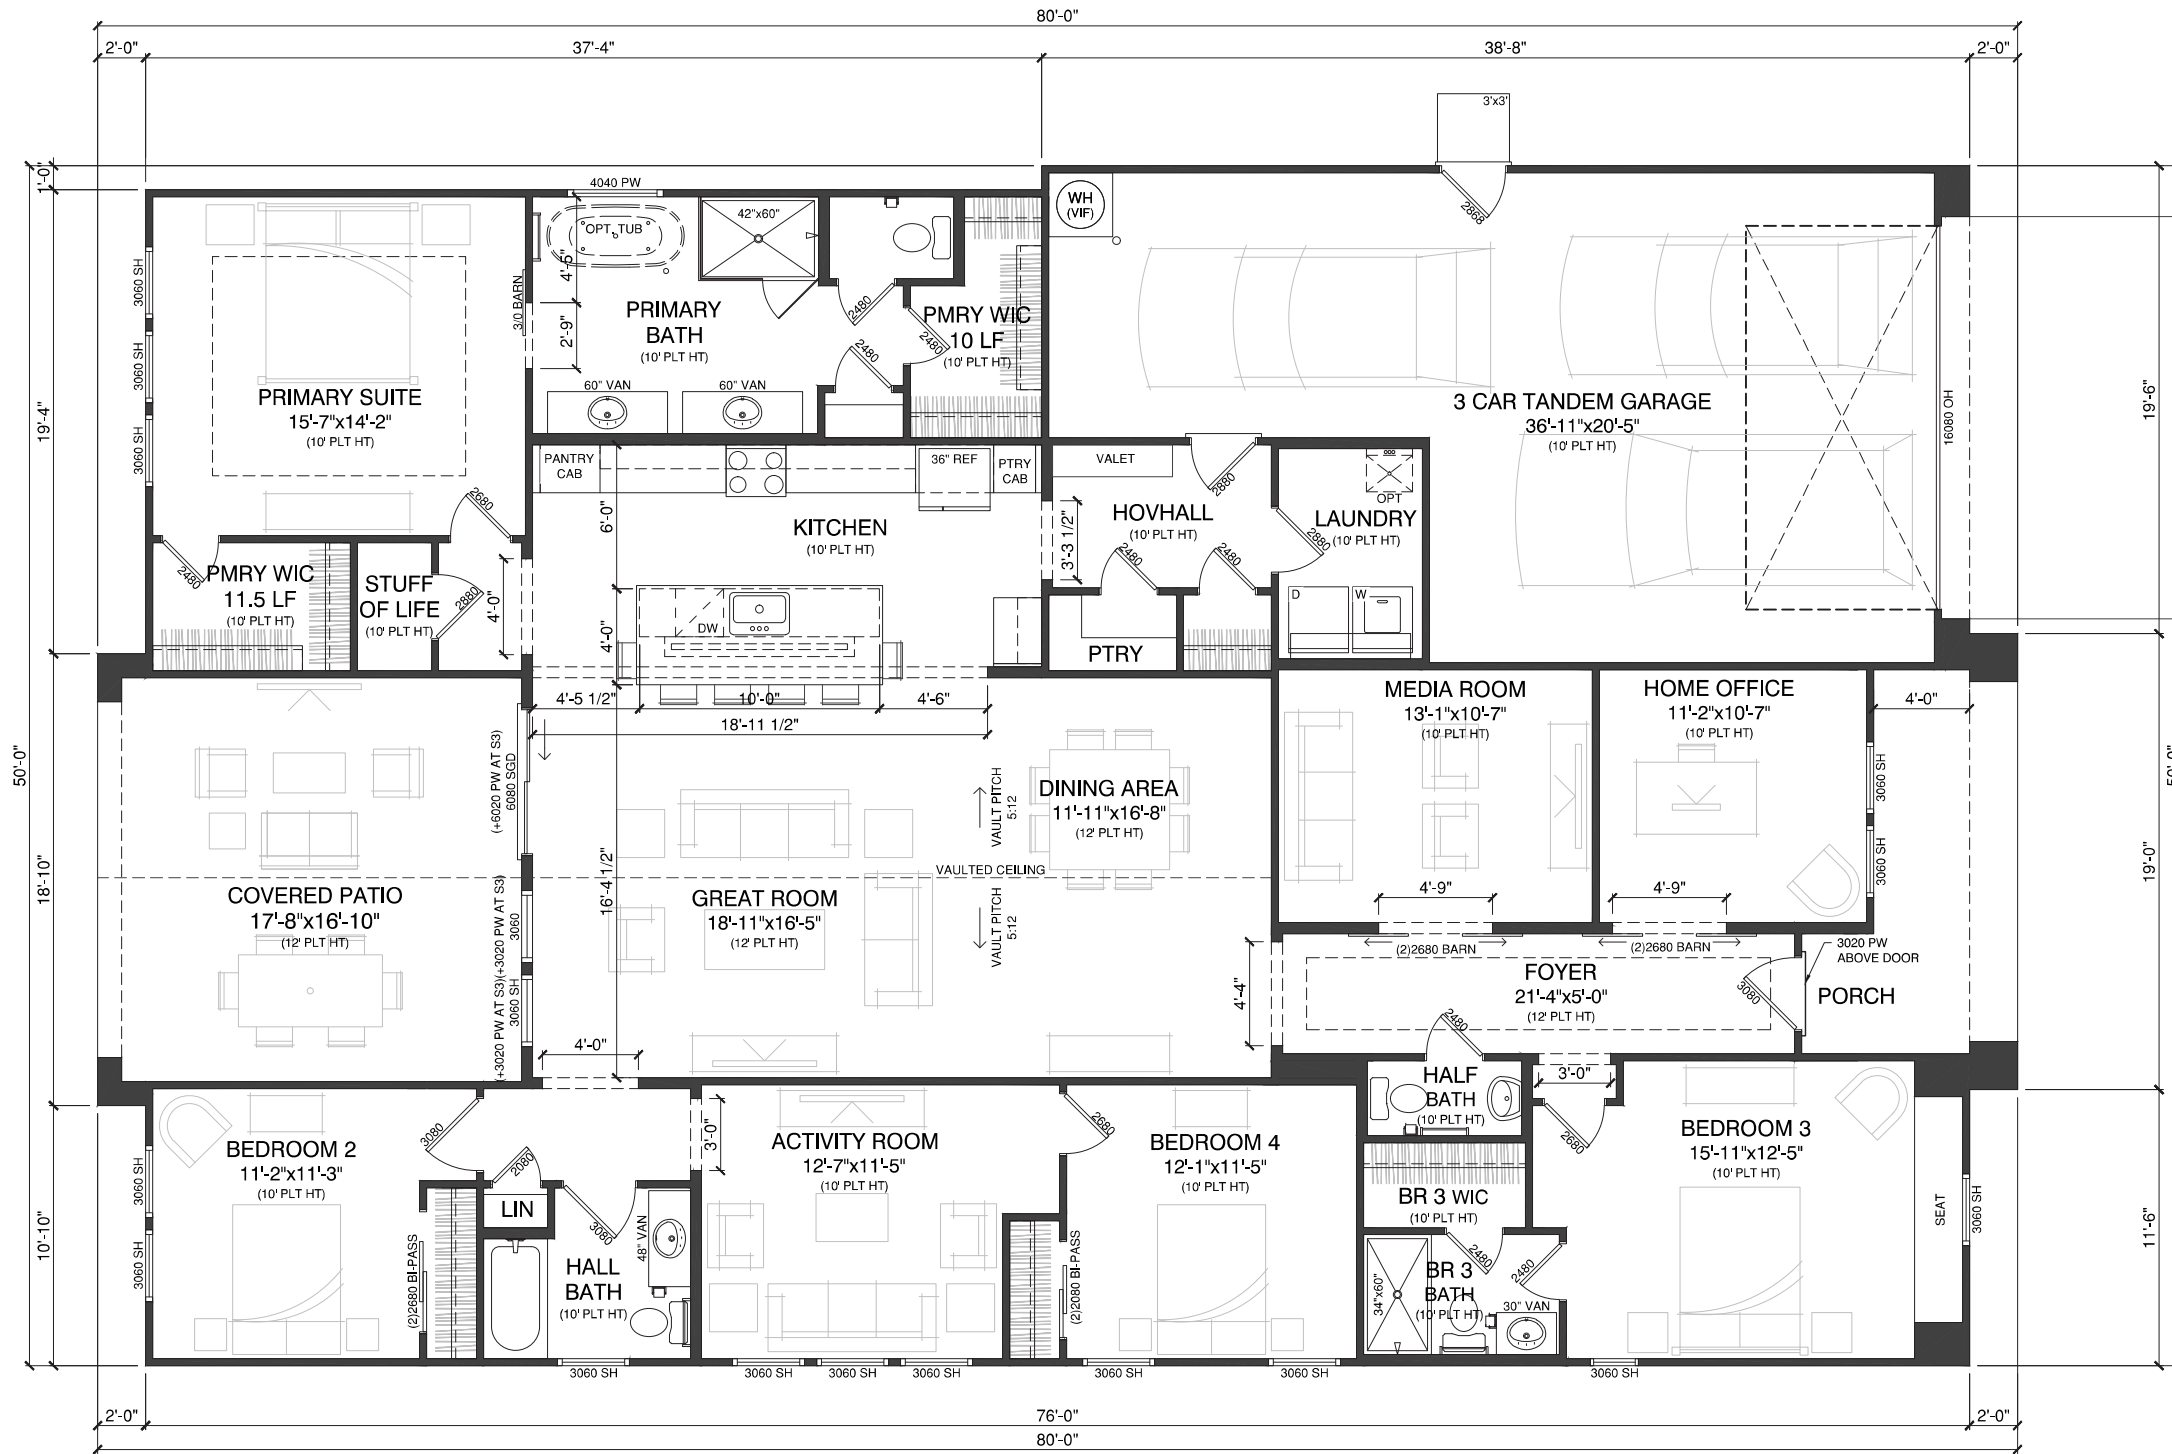 80'-0"
2'-0"
37'-4"
38'-8"
2'-0"
3'x3'
1'-0"
4040 PW
WH
(VIF)
2868
42"x60"
OPT. TUB
4'-5"
3060 SH
3/0 BARN
2480
PRIMARY
BATH
(10' PLT HT)
2'-9"
PMRY WIC
10 LF
(10' PLT HT)
2480
2480
3060 SH
60" VAN
60" VAN
PRIMARY SUITE
15'-7"x14'-2"
(10' PLT HT)
3 CAR TANDEM GARAGE
36'-11"x20'-5"
(10' PLT HT)
16080 OH
19'-6"
19'-4"
3060 SH
PANTRY
CAB
36" REF
PTRY
CAB
VALET
2880
OPT
2680
6'-0"
KITCHEN
(10' PLT HT)
3'-3 1/2"
HOVHALL
(10' PLT HT)
2480
2480
2880
LAUNDRY
(10' PLT HT)
2480
PMRY WIC
11.5 LF
(10' PLT HT)
STUFF
OF LIFE
(10' PLT HT)
2880
4'-0"
4'-0"
DW
D
W
PTRY
4'-5 1/2"
10'-0"
4'-6"
18'-11 1/2"
MEDIA ROOM
13'-1"x10'-7"
(10' PLT HT)
HOME OFFICE
11'-2"x10'-7"
(10' PLT HT)
4'-0"
50'-0"
50'-0"
(+6020 PW AT S3)
6080 SGD
VAULT PITCH
5:12
DINING AREA
11'-11"x16'-8"
(12' PLT HT)
3060 SH
3060 SH
18'-10"
19'-0"
VAULTED CEILING
COVERED PATIO
17'-8"x16'-10"
(12' PLT HT)
16'-4 1/2"
GREAT ROOM
18'-11"x16'-5"
(12' PLT HT)
VAULT PITCH
5:12
4'-9"
4'-9"
(+3020 PW AT S3)
3060
(+3020 PW AT S3)
3060 SH
(2)2680 BARN
(2)2680 BARN
3020 PW
ABOVE DOOR
4'-4"
FOYER
21'-4"x5'-0"
(12' PLT HT)
3080
PORCH
2480
4'-0"
HALF
BATH
(10' PLT HT)
3'-0"
2680
3080
2080
3'-0"
2680
BEDROOM 2
11'-2"x11'-3"
(10' PLT HT)
ACTIVITY ROOM
12'-7"x11'-5"
(10' PLT HT)
BEDROOM 4
12'-1"x11'-5"
(10' PLT HT)
BEDROOM 3
15'-11"x12'-5"
(10' PLT HT)
3060 SH
BR 3 WIC
(10' PLT HT)
SEAT
3060 SH
LIN
3080
48" VAN
10'-10"
11'-6"
3060 SH
(2)2680 BI-PASS
HALL
BATH
(10' PLT HT)
(2)2080 BI-PASS
34"x60"
2480
2480
BR 3
BATH
(10' PLT HT)
30" VAN
3060 SH
3060 SH
3060 SH
3060 SH
3060 SH
3060 SH
3060 SH
2'-0"
76'-0"
2'-0"
80'-0"